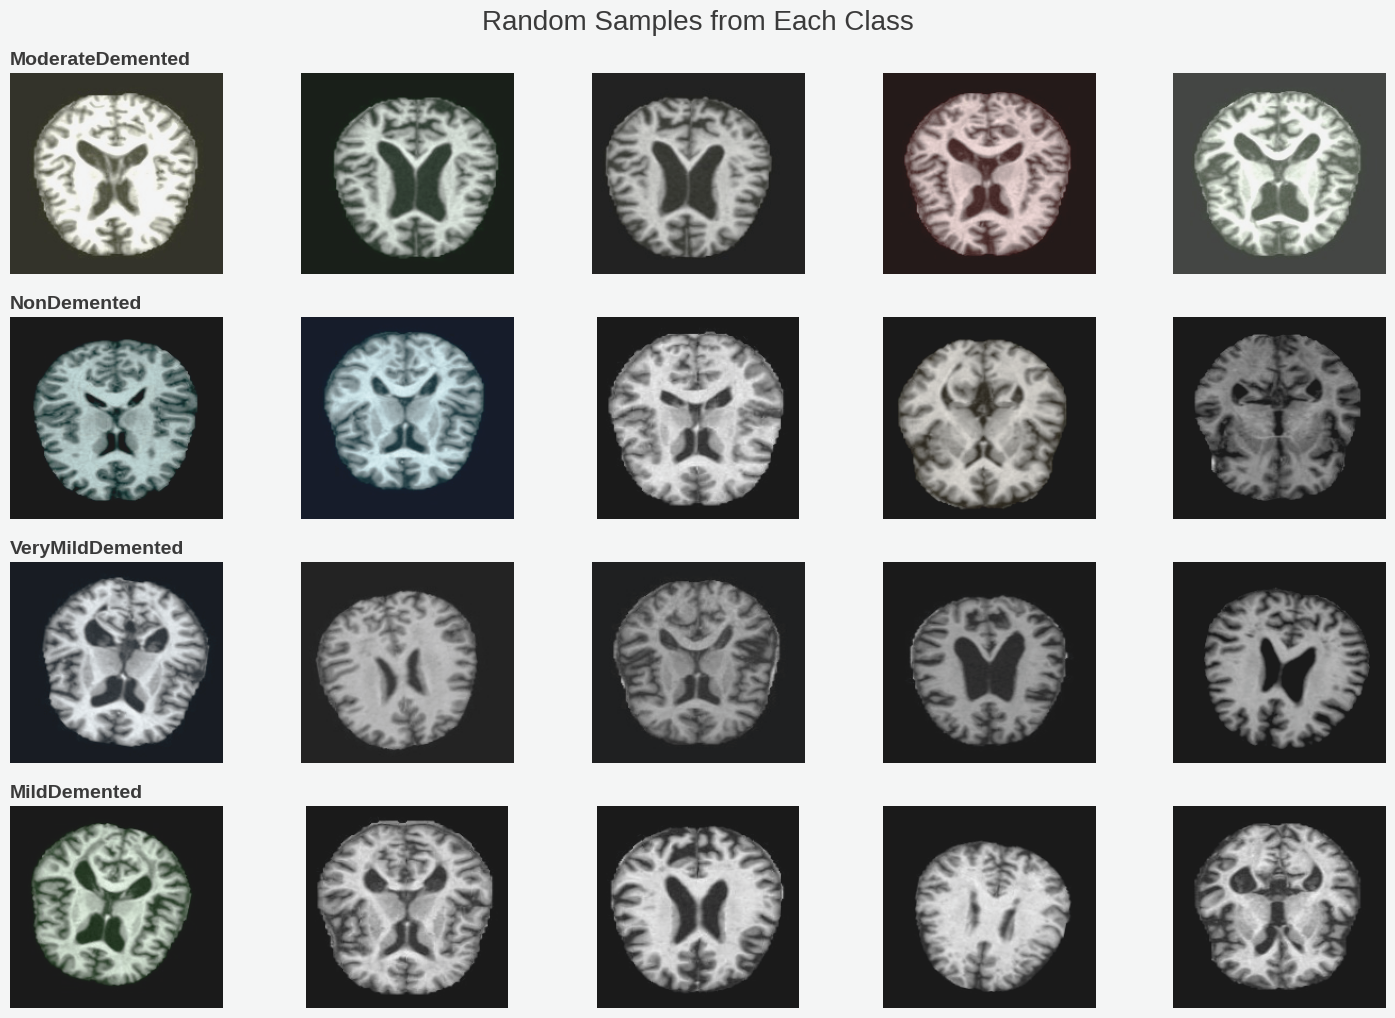 Random Samples from Each Class
ModerateDemented
NonDemented
VeryMildDemented
MildDemented